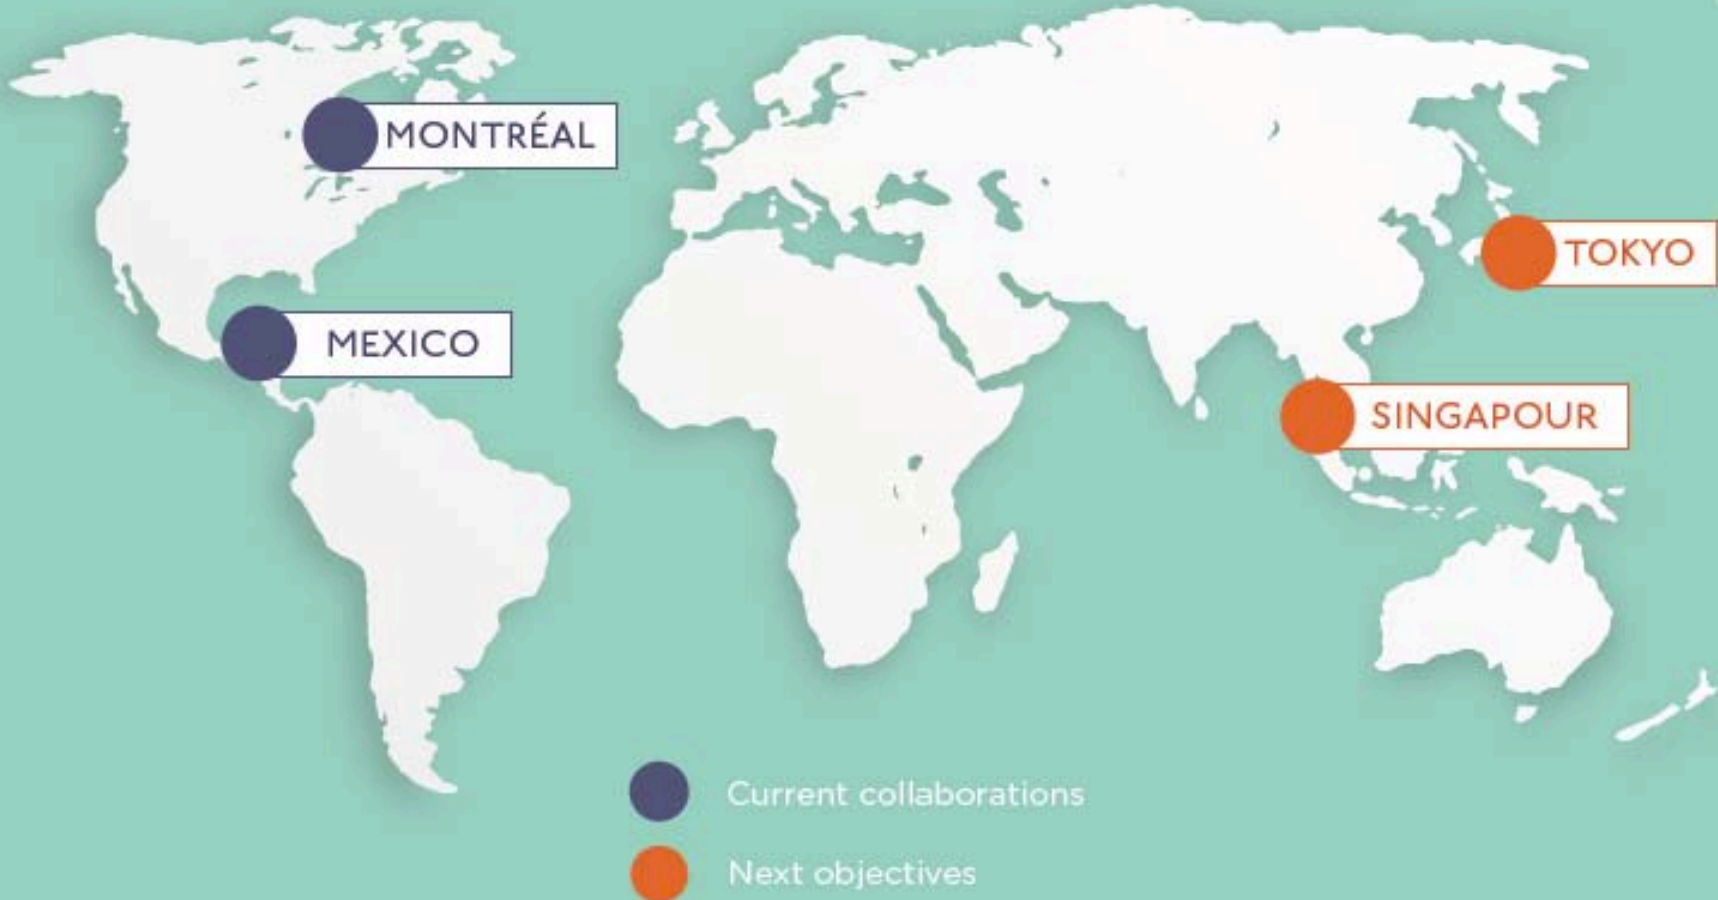 MONTRÉAL
TOKYO
MEXICO
SINGAPOUR
Current collaborations
Next objectives